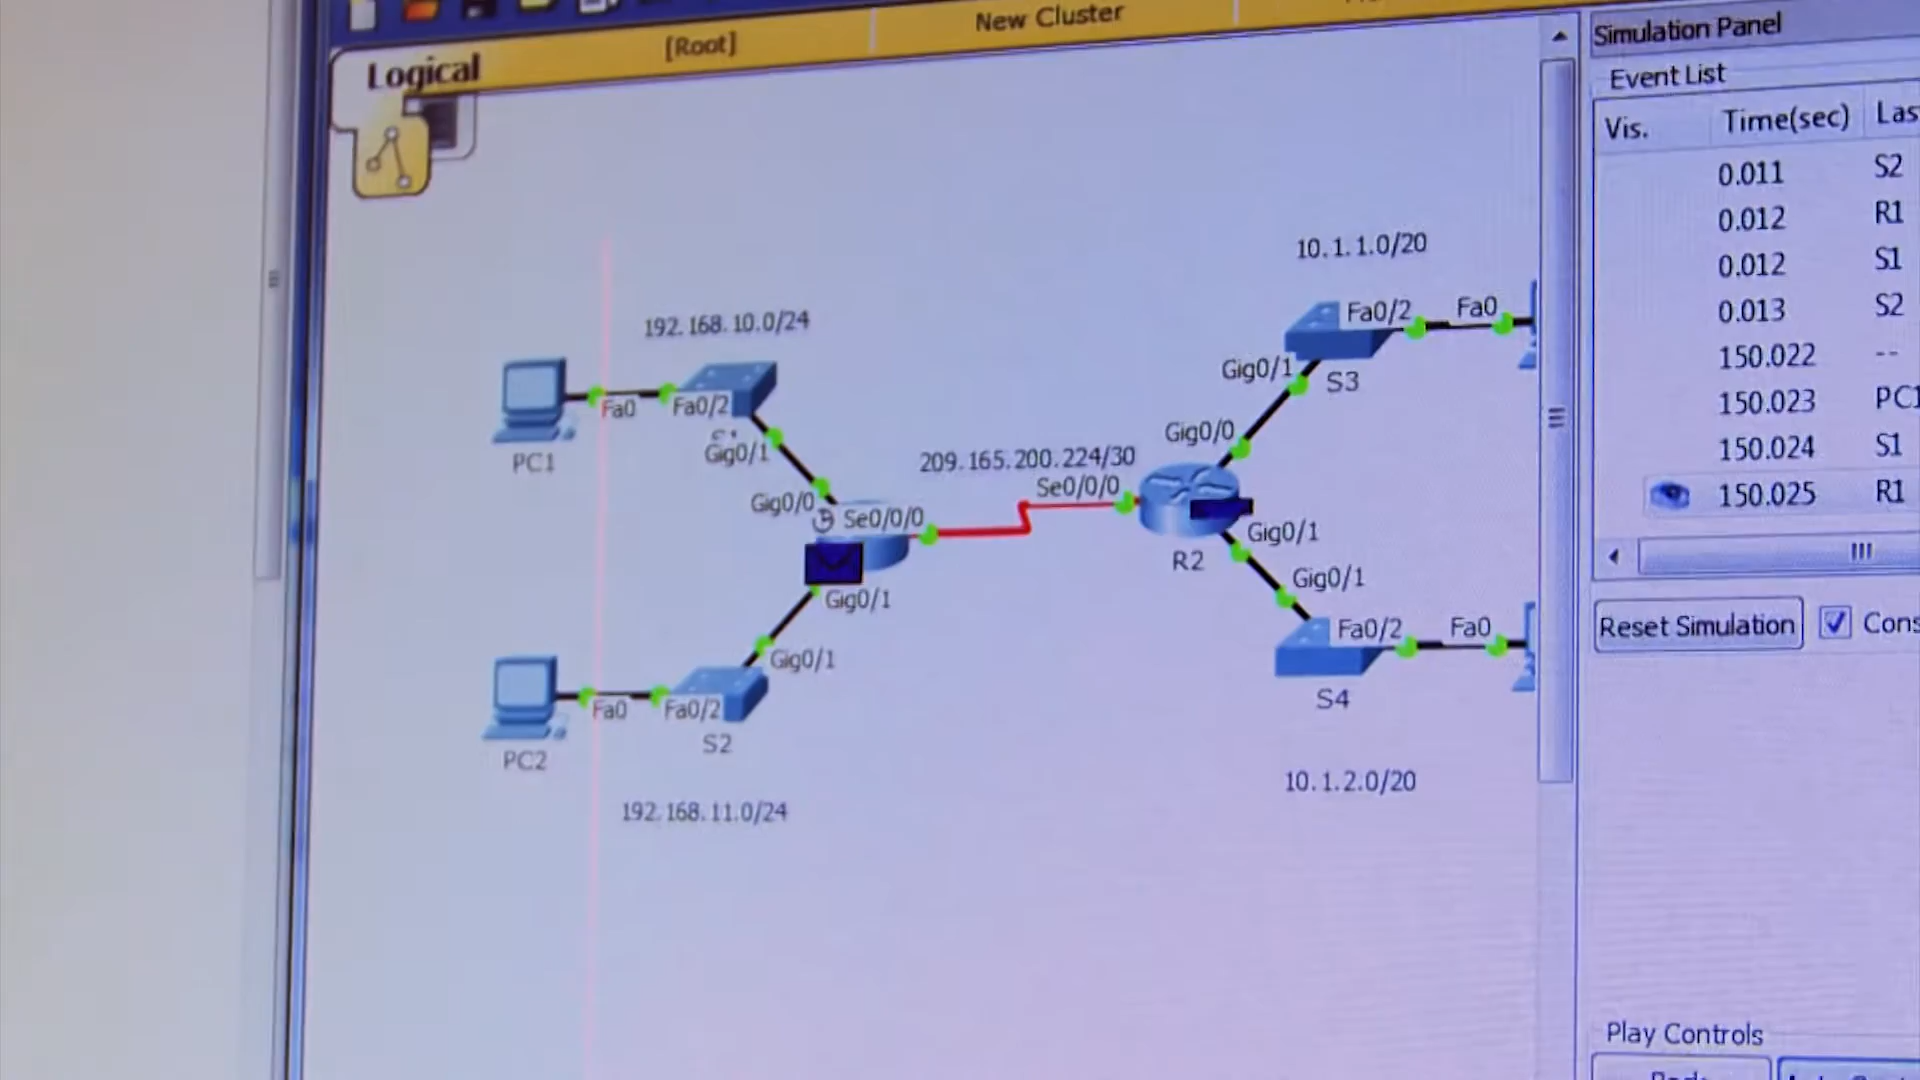 New Cluster
[Root]
Logical
Simulation Panel
Event List
Vis. Time(sec) Las
0.011 S2
0.012 R1
0.012 S1
0.013 S2
150.022 --
150.023 PC1
150.024 S1
150.025 R1
Reset Simulation
Cons
Play Controls
10.1.1.0/20
192.168.10.0/24
Fa0/2 Fa0
Gig0/1
S3
Fa0 Fa0/2
PC1
Gig0/1
Gig0/0
209.165.200.224/30
Se0/0/0
Gig0/0 Se0/0/0
R2
Gig0/1
Gig0/1
Gig0/1
Gig0/1
Fa0/2 Fa0
S4
Fa0 Fa0/2
S2
PC2
10.1.2.0/20
192.168.11.0/24